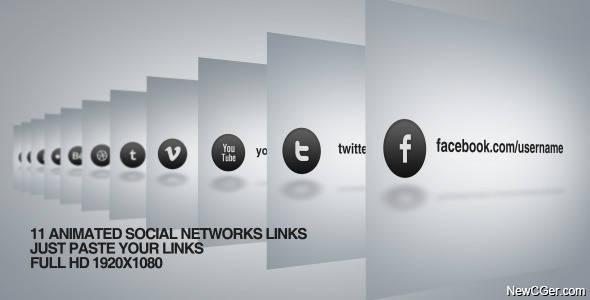 facebook.com/username
f
twitte
t
yo
You
Tube
v
t
Be
11 ANIMATED SOCIAL NETWORKS LINKS
JUST PASTE YOUR LINKS
FULL HD 1920X1080
NewCGer.com